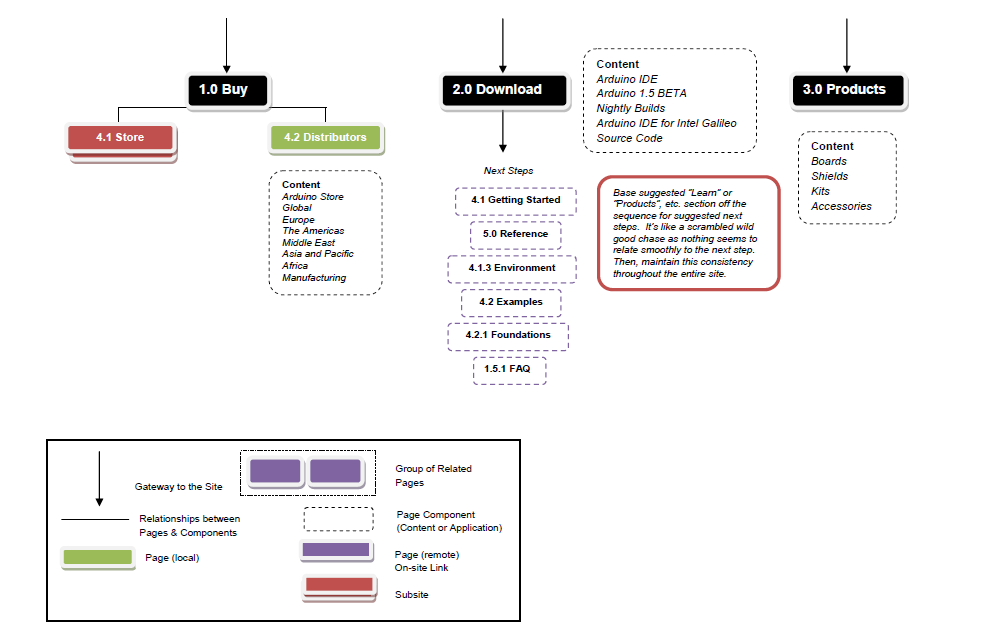 1.0 Buy
4.1 Store
4.2 Distributors
Content
Arduino Store
Global
Europe
The Americas
Middle East
Asia and Pacific
Africa
Manufacturing
2.0 Download
Content
Arduino IDE
Arduino 1.5 BETA
Nightly Builds
Arduino IDE for Intel Galileo
Source Code
Next Steps
4.1 Getting Started
5.0 Reference
4.1.3 Environment
4.2 Examples
4.2.1 Foundations
1.5.1 FAQ
Base suggested "Learn" or
"Products", etc. section off the
sequence for suggested next
steps. It's like a scrambled wild
good chase as nothing seems to
relate smoothly to the next step.
Then, maintain this consistency
throughout the entire site.
3.0 Products
Content
Boards
Shields
Kits
Accessories
Gateway to the Site
Relationships between
Pages & Components
Page (local)
Group of Related
Pages
Page Component
(Content or Application)
Page (remote)
On-site Link
Subsite